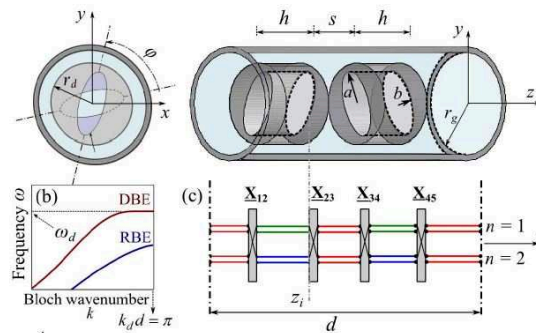 y
φ
r_d
x
h s h
y
a
b
r_g
z
(b)
Frequency ω
DBE
RBE
ω_d
Bloch wavenumber
k
k_d d = π
(c)
X_12 X_23 X_34 X_45
n = 1
n = 2
z_i
d